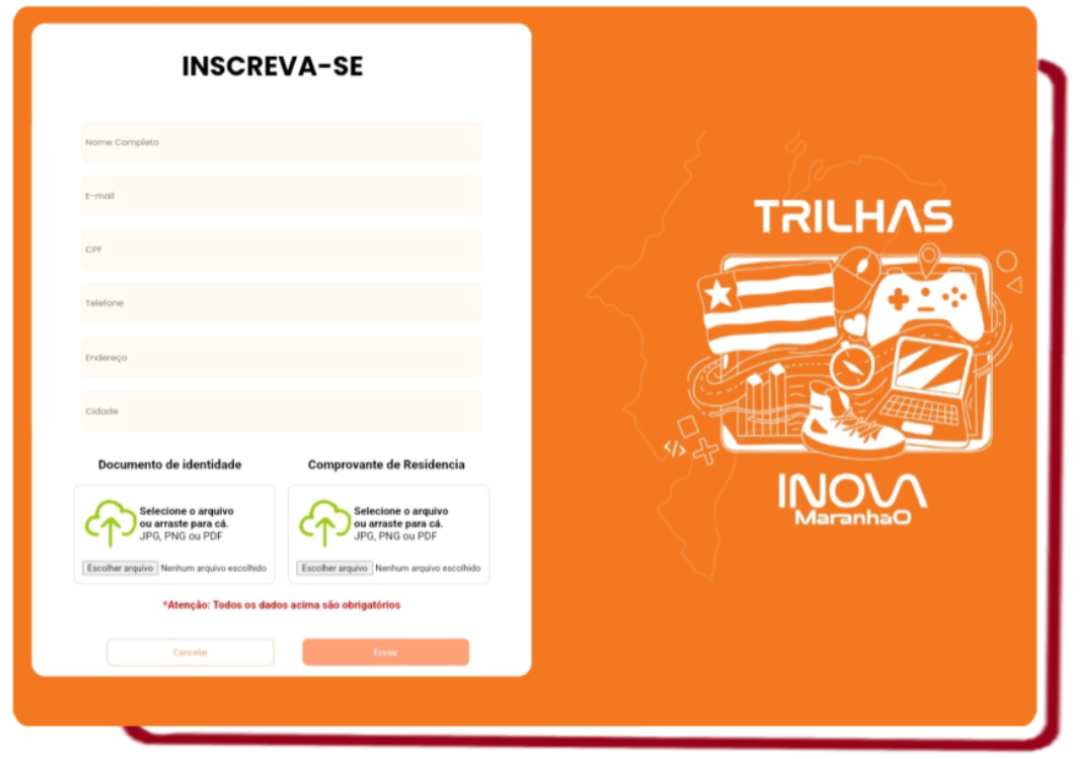 INSCREVA-SE
Nome Completo
E-mail
CPF
Telefone
Endereço
Cidade
Documento de identidade
Comprovante de Residencia
Selecione o arquivo
ou arraste para cá.
JPG, PNG ou PDF
Escolher arquivo Nenhum arquivo escolhido
Selecione o arquivo
ou arraste para cá.
JPG, PNG ou PDF
Escolher arquivo Nenhum arquivo escolhido
*Atenção: Todos os dados acima são obrigatórios
Cancelar
Enviar
TRILHAS
</>
INOVA
MaranhaO